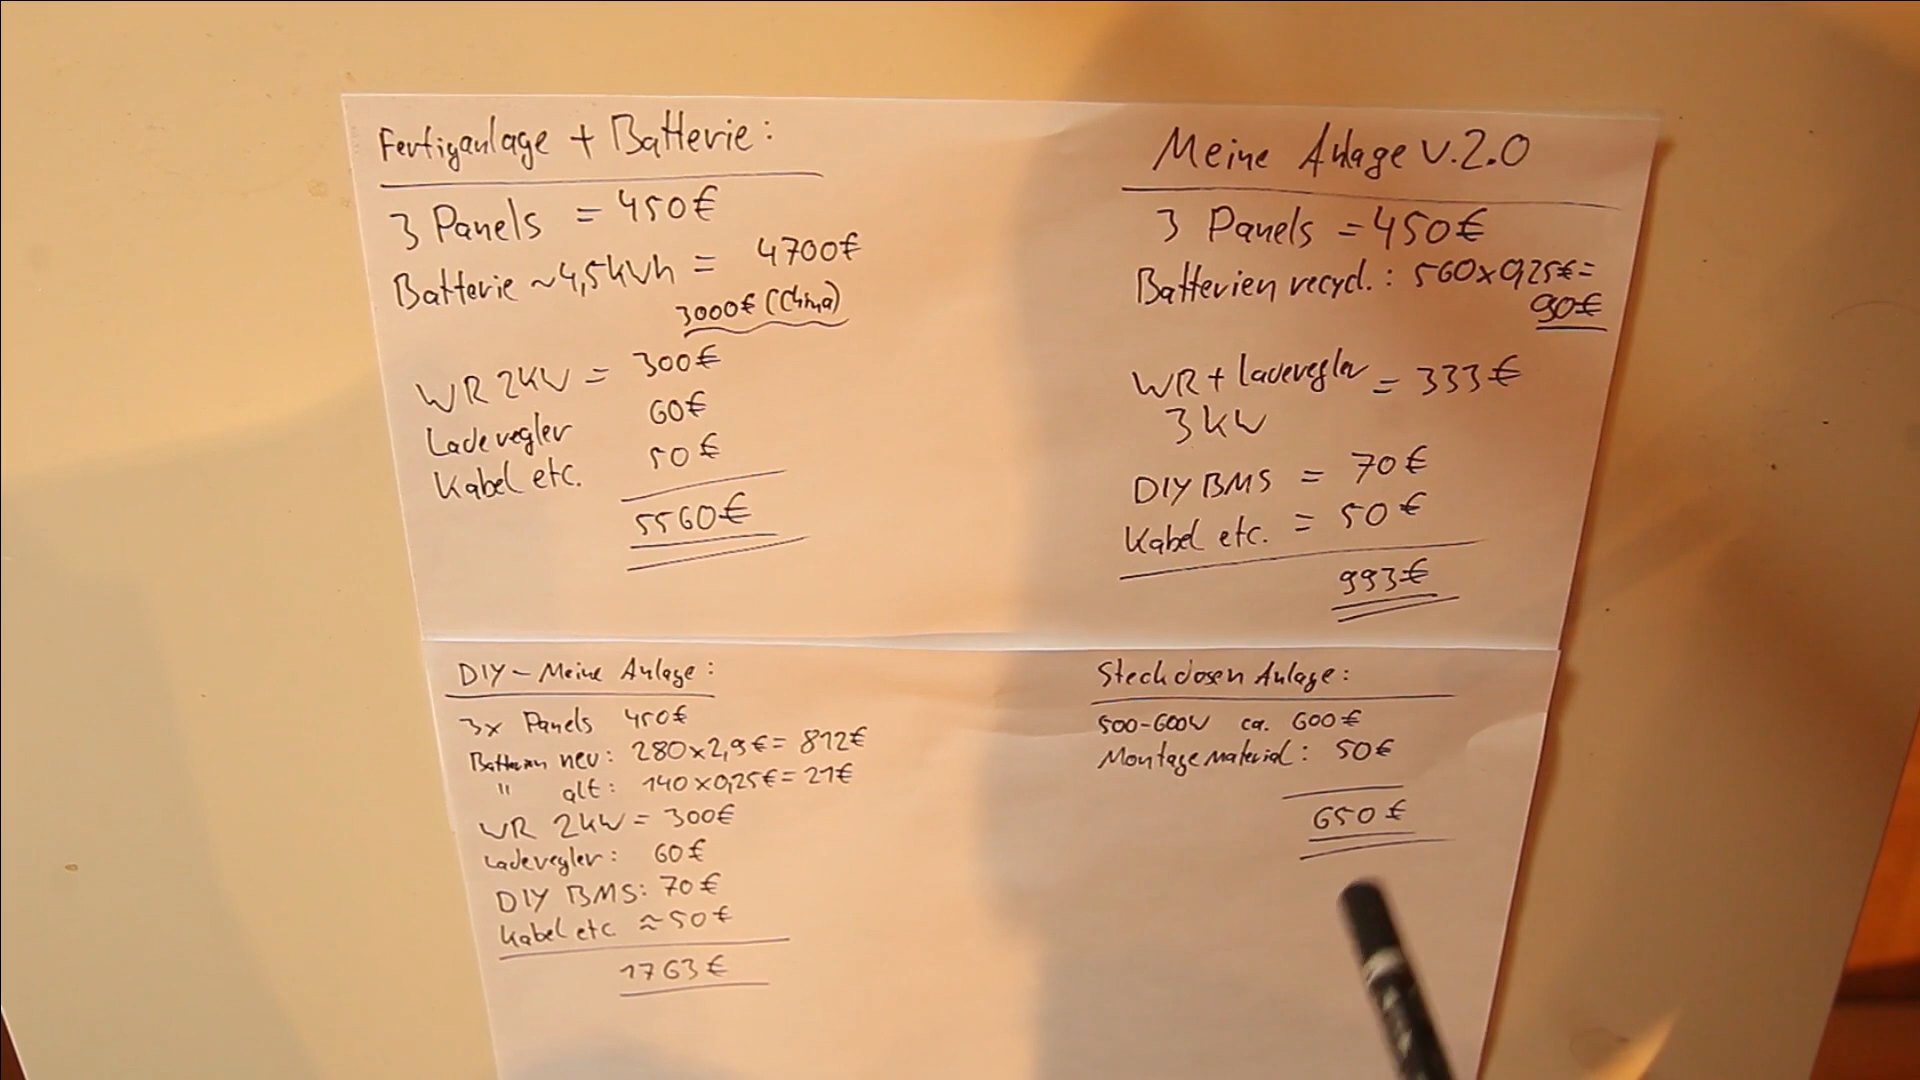 Fertiganlage + Batterie:
3 Panels = 450€
Batterie ~4,5kWh = 4700€
3000€ (China)
WR 2KW = 300€
Laderegler 60€
Kabel etc. 50€
5560€
Meine Anlage V.2.0
3 Panels = 450€
Batterien recycl.: 560x0,25€=
90€
WR + Laderegler = 333€
3KW
DIY BMS = 70€
Kabel etc. = 50€
993€
DIY - Meine Anlage:
3x Panels 450€
Batterien neu: 280x2,9€= 812€
" alt: 140x0,25€= 21€
WR 2KW = 300€
Laderegler: 60€
DIY BMS: 70€
Kabel etc ≈50€
1763€
Steckdosen Anlage:
500-600W ca. 600€
Montagematerial: 50€
650€